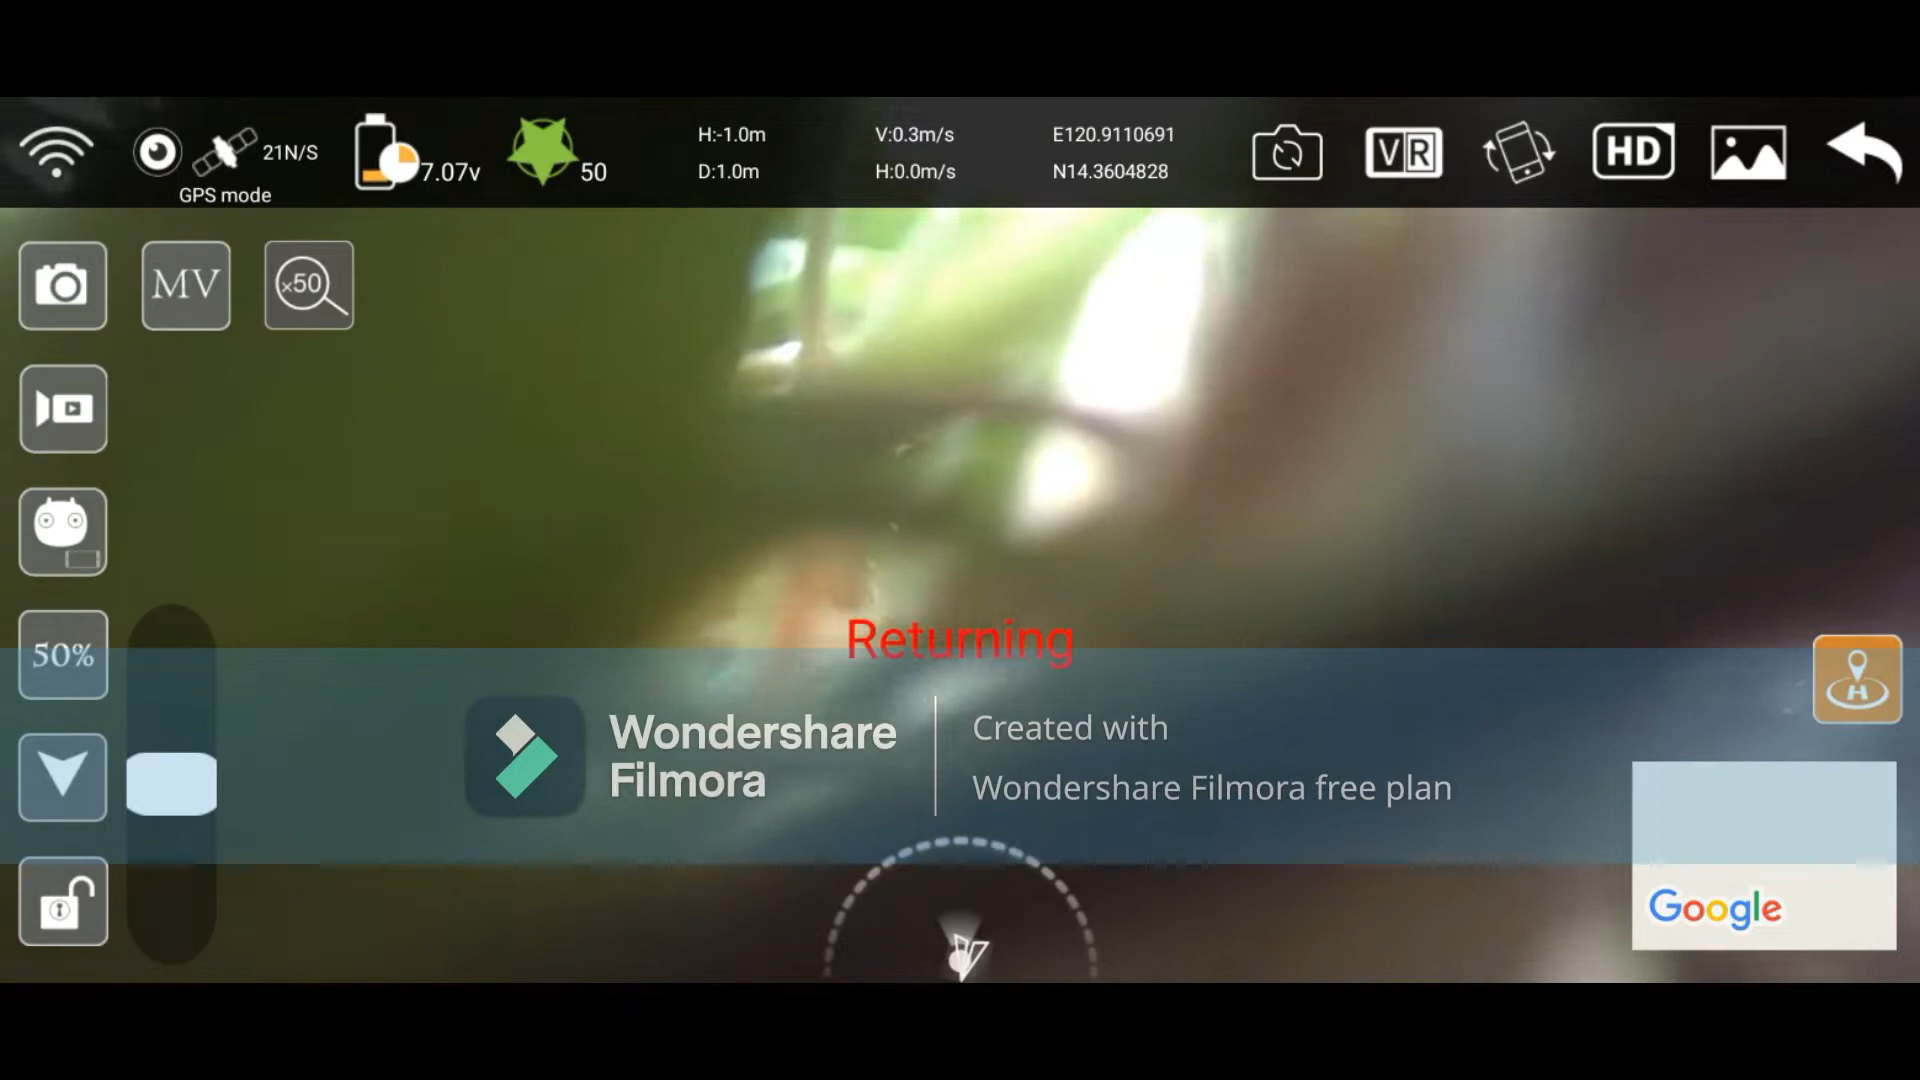 21N/S
GPS mode
7.07v
50
H:-1.0m
D:1.0m
V:0.3m/s
H:0.0m/s
E120.9110691
N14.3604828
VR
HD
MV
x50
50%
Returning
Wondershare
Filmora
Created with
Wondershare Filmora free plan
H
Google